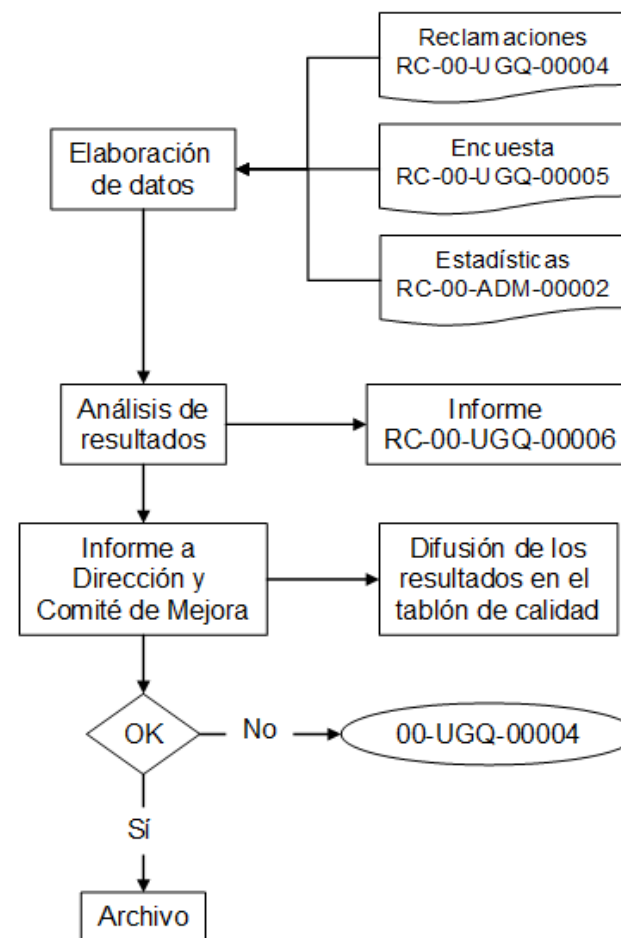 Reclamaciones
RC-00-UGQ-00004
Elaboración
de datos
Encuesta
RC-00-UGQ-00005
Estadísticas
RC-00-ADM-00002
Análisis de
resultados
Informe
RC-00-UGQ-00006
Informe a
Dirección y
Comité de Mejora
Difusión de los
resultados en el
tablón de calidad
OK
No
00-UGQ-00004
Sí
Archivo